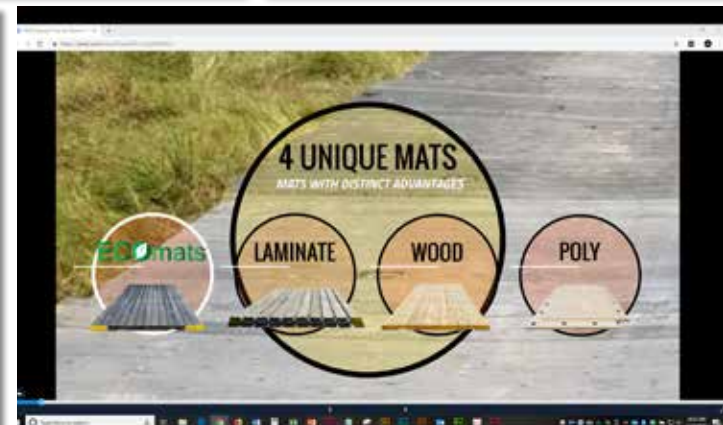 4 UNIQUE MATS
MATS WITH DISTINCT ADVANTAGES
ECOmats
LAMINATE
WOOD
POLY